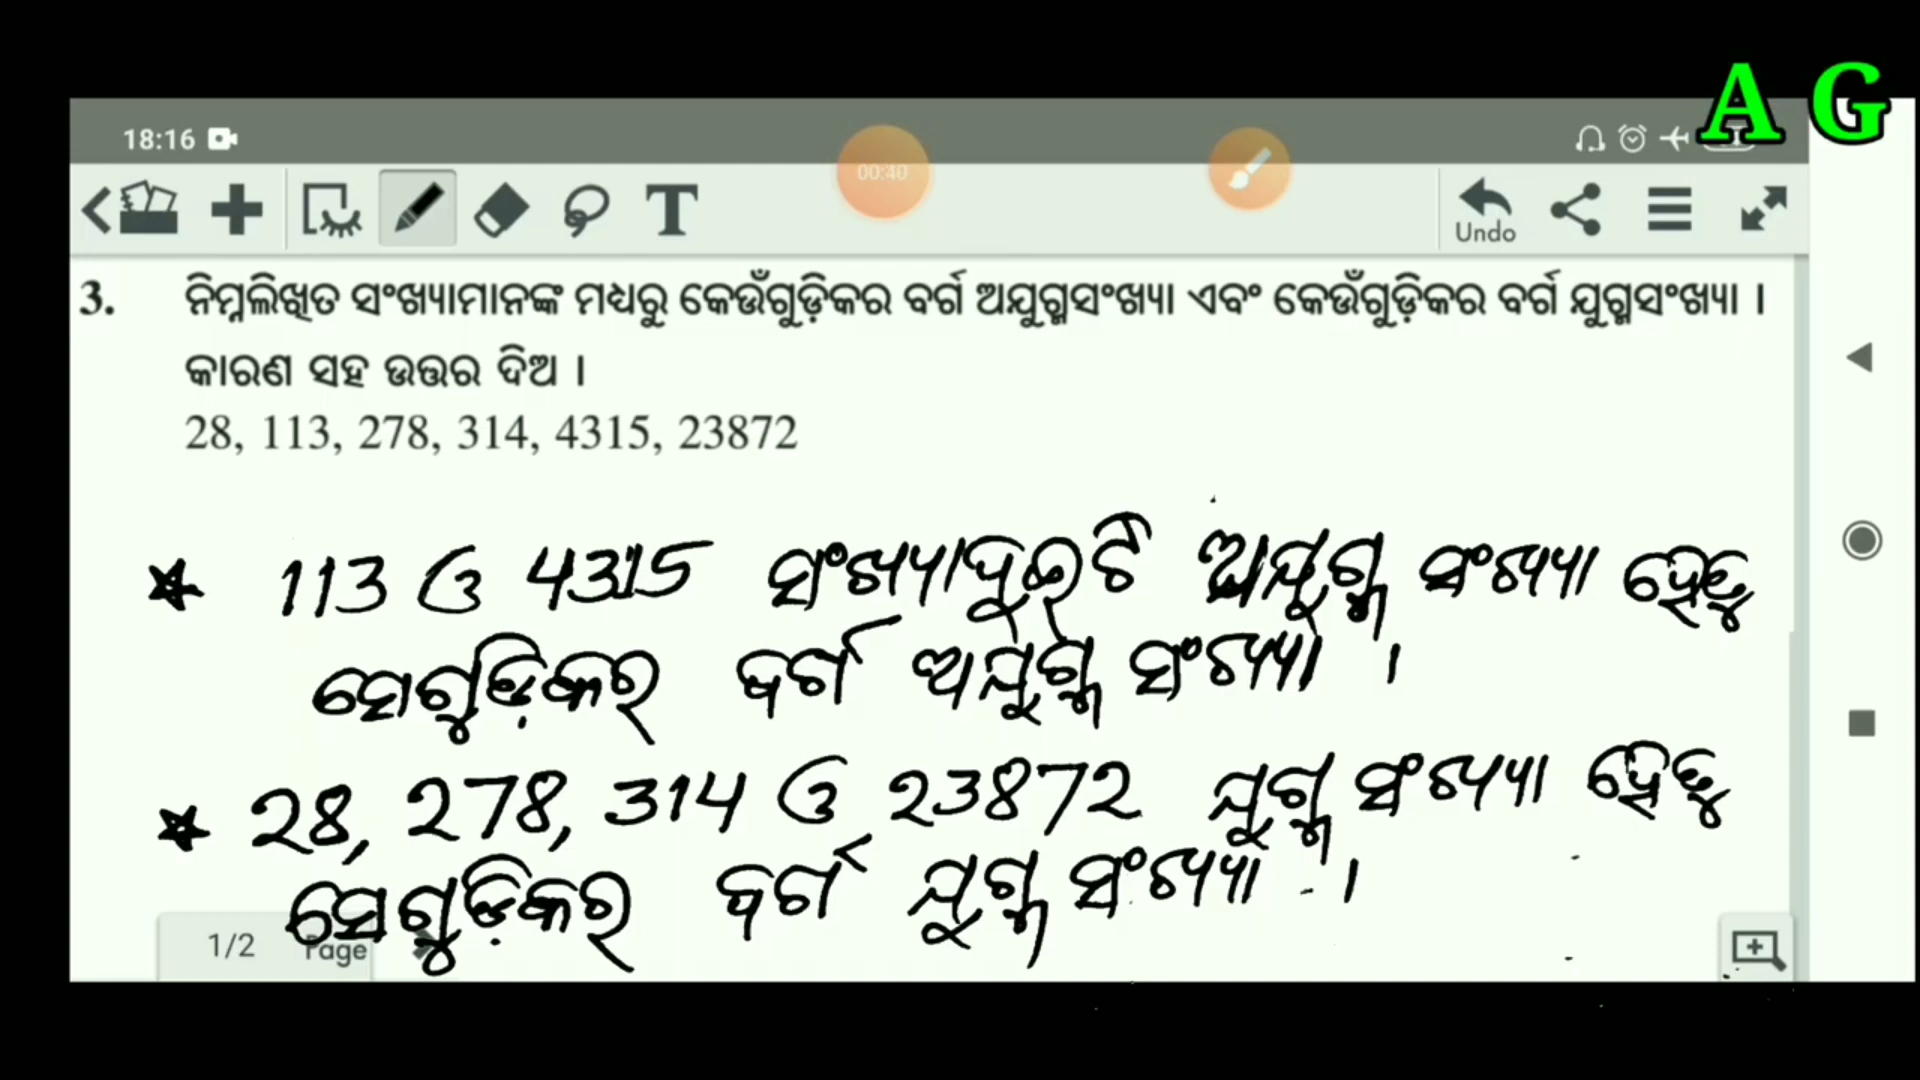 A G
18:16
00:40
T
Undo
3. ନିମ୍ନଲିଖିତ ସଂଖ୍ୟାମାନଙ୍କ ମଧ୍ୟରୁ କେଉଁଗୁଡ଼ିକର ବର୍ଗ ଅଯୁଗ୍ମସଂଖ୍ୟା ଏବଂ କେଉଁଗୁଡ଼ିକର ବର୍ଗ ଯୁଗ୍ମସଂଖ୍ୟା ।
କାରଣ ସହ ଉତ୍ତର ଦିଅ ।
28, 113, 278, 314, 4315, 23872
113 ଓ 4315 ସଂଖ୍ୟାଦୁଇଟି ଅଯୁଗ୍ମ ସଂଖ୍ୟା ହେତୁ
ସେଗୁଡ଼ିକର ବର୍ଗ ଅଯୁଗ୍ମ ସଂଖ୍ୟା ।
28, 278, 314 ଓ 23872 ଯୁଗ୍ମ ସଂଖ୍ୟା ହେତୁ
ସେଗୁଡ଼ିକର ବର୍ଗ ଯୁଗ୍ମ ସଂଖ୍ୟା ।
1/2 Page